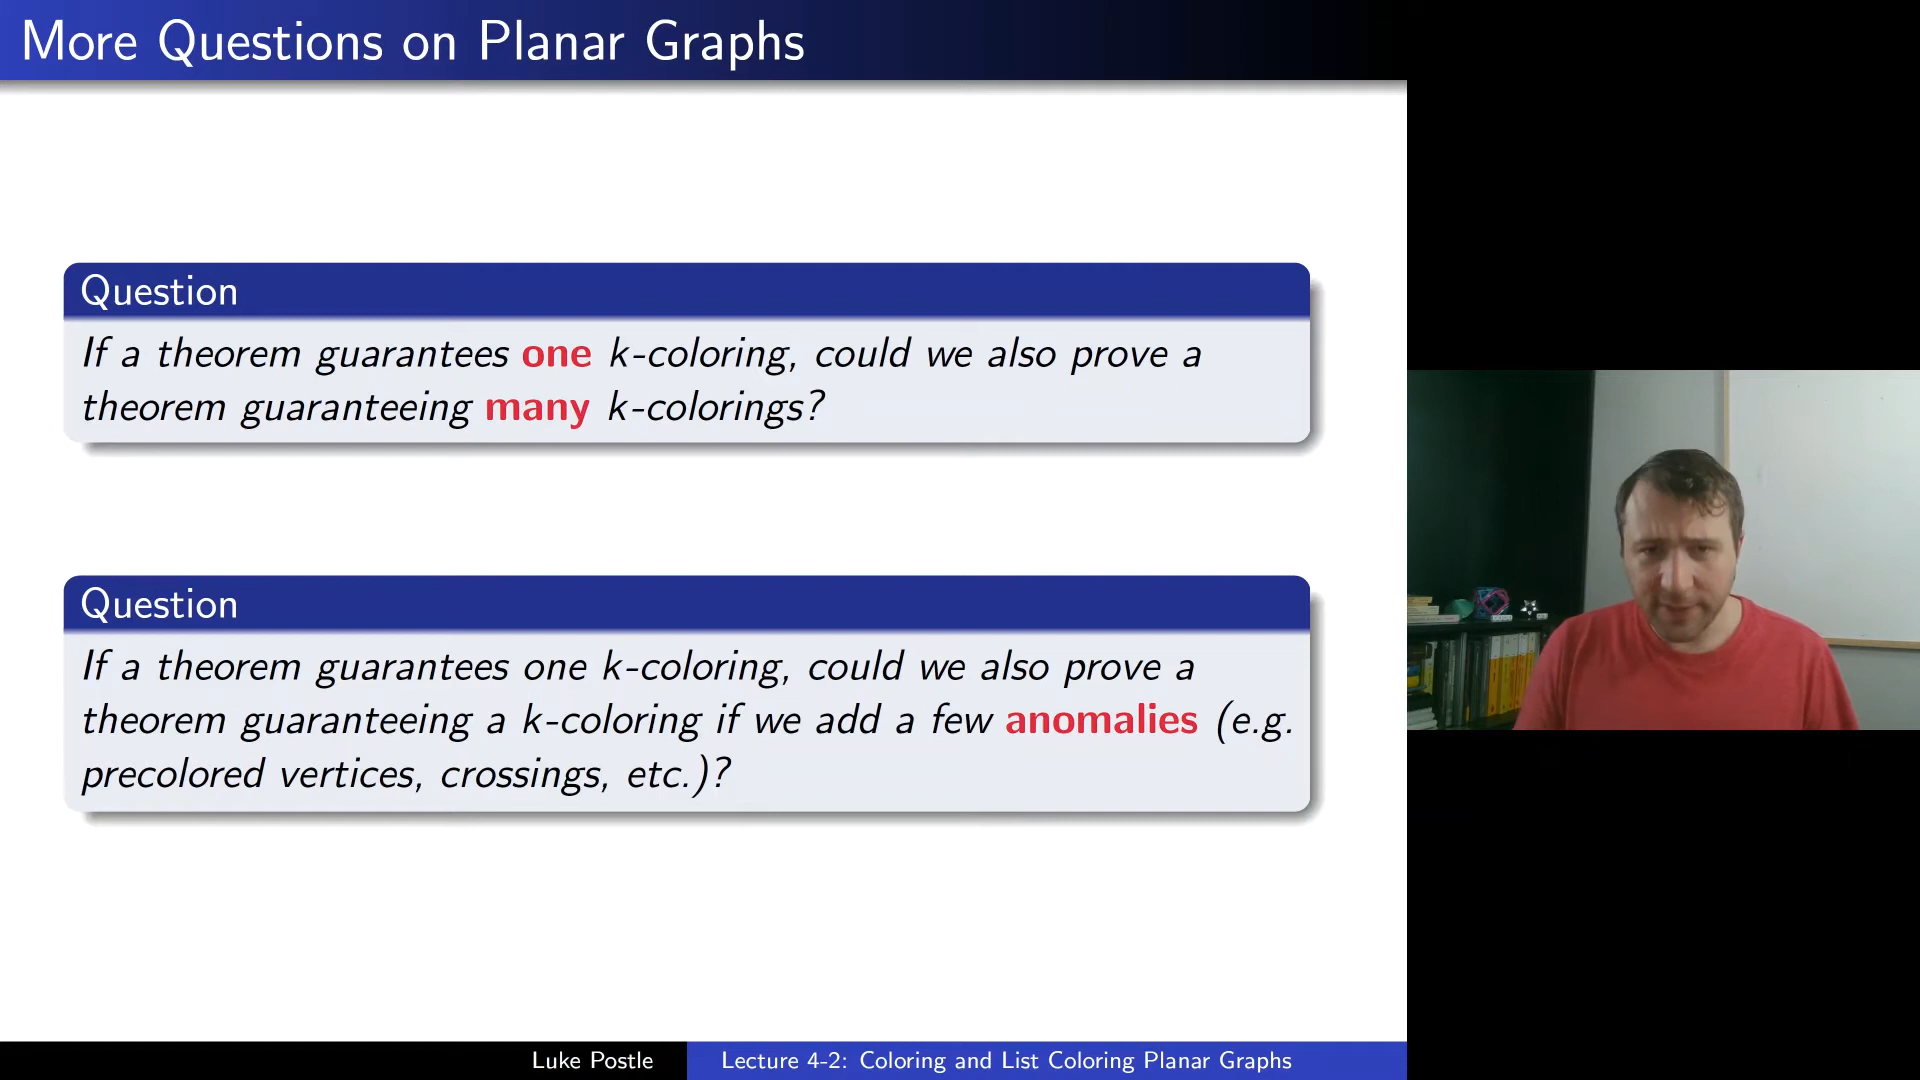 More Questions on Planar Graphs
Question
If a theorem guarantees one k-coloring, could we also prove a
theorem guaranteeing many k-colorings?
Question
If a theorem guarantees one k-coloring, could we also prove a
theorem guaranteeing a k-coloring if we add a few anomalies (e.g.
precolored vertices, crossings, etc.)?
Luke Postle
Lecture 4-2: Coloring and List Coloring Planar Graphs